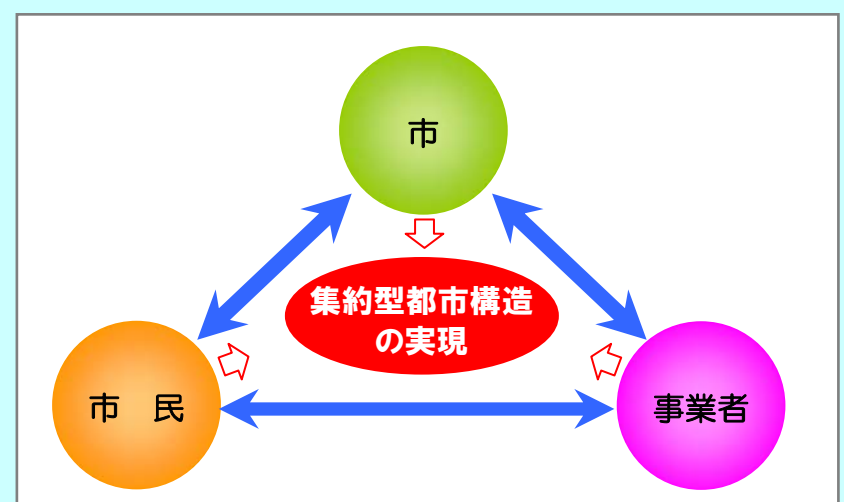 市
集約型都市構造
の実現
市　民
事業者